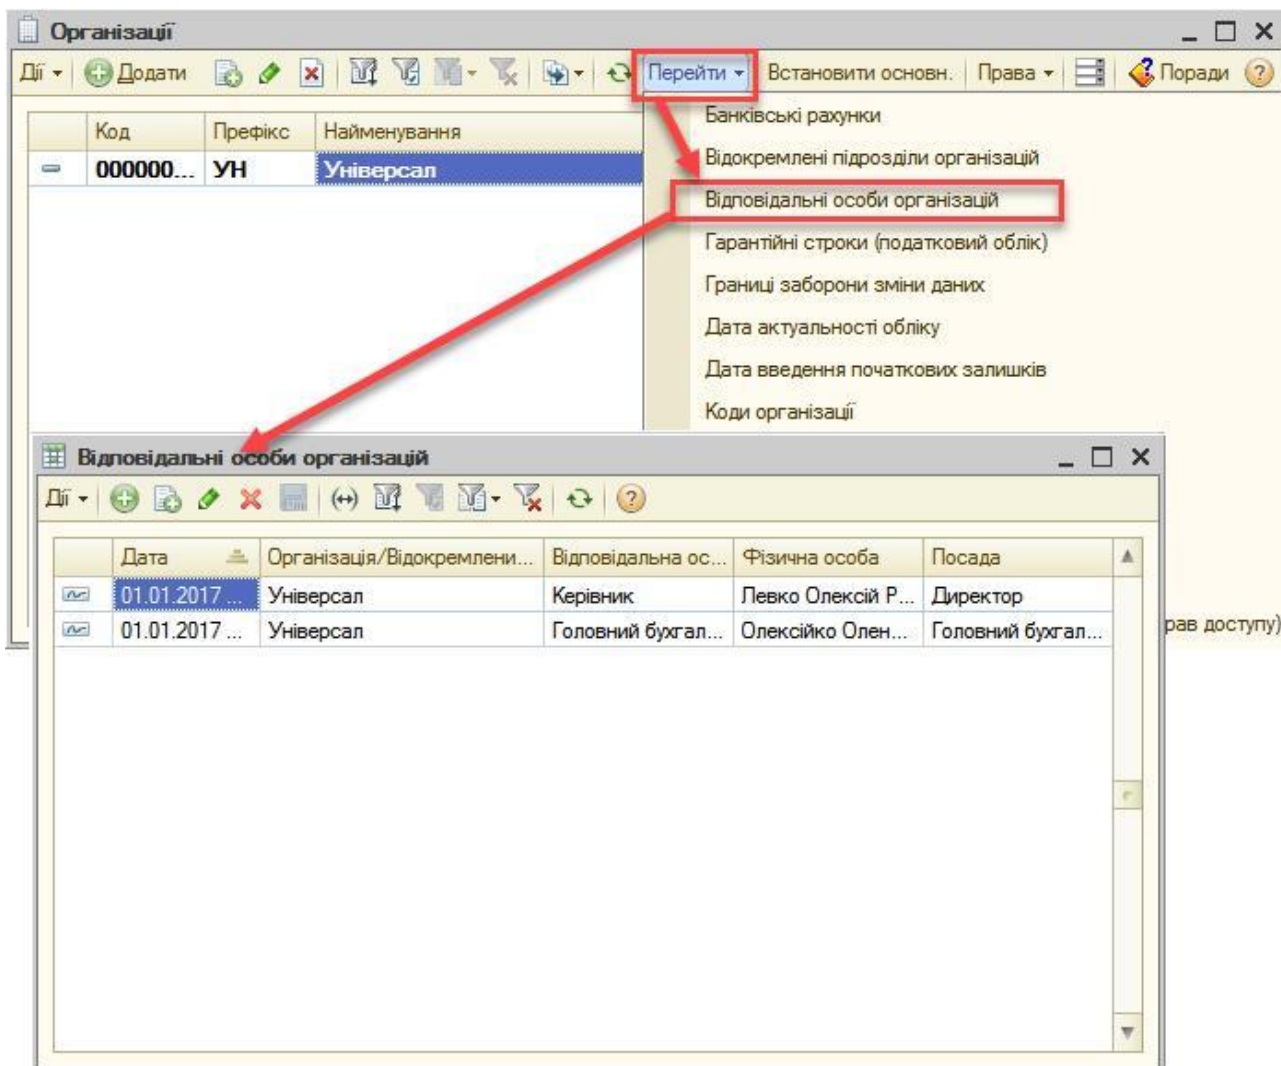 Організації
Дії Додати Перейти Встановити основн. Права Поради
Код Префікс Найменування
000000... УН Універсал
Банківські рахунки
Відокремлені підрозділи організацій
Відповідальні особи організацій
Гарантійні строки (податковий облік)
Границі заборони зміни даних
Дата актуальності обліку
Дата введення початкових залишків
Коди організації
рав доступу)
Відповідальні особи організацій
Дії
Дата Організація/Відокремлени... Відповідальна ос... Фізична особа Посада
01.01.2017 ... Універсал Керівник Левко Олексій Р... Директор
01.01.2017 ... Універсал Головний бухгал... Олексійко Олен... Головний бухгал...